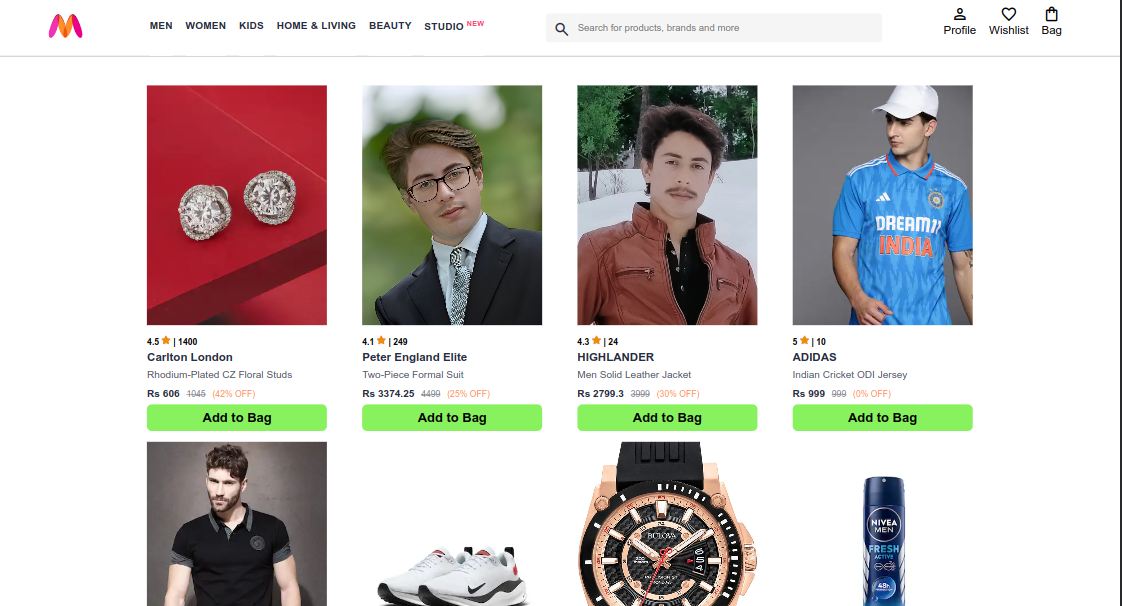 MEN WOMEN KIDS HOME & LIVING BEAUTY STUDIO NEW
Search for products, brands and more
Profile Wishlist Bag
DREAM11
INDIA
4.5 | 1400
Carlton London
Rhodium-Plated CZ Floral Studs
Rs 606 1045 (42% OFF)
Add to Bag
4.1 | 249
Peter England Elite
Two-Piece Formal Suit
Rs 3374.25 4499 (25% OFF)
Add to Bag
4.3 | 24
HIGHLANDER
Men Solid Leather Jacket
Rs 2799.3 3999 (30% OFF)
Add to Bag
5 | 10
ADIDAS
Indian Cricket ODI Jersey
Rs 999 999 (0% OFF)
Add to Bag
BULOVA
NIVEA
MEN
FRESH
ACTIVE
48h